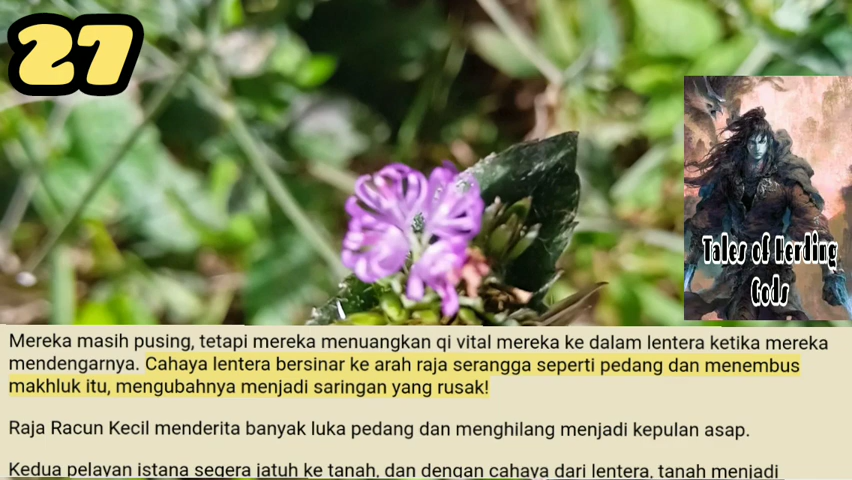 27
Tales of Herding
Gods
Mereka masih pusing, tetapi mereka menuangkan qi vital mereka ke dalam lentera ketika mereka
mendengarnya. Cahaya lentera bersinar ke arah raja serangga seperti pedang dan menembus
makhluk itu, mengubahnya menjadi saringan yang rusak!
Raja Racun Kecil menderita banyak luka pedang dan menghilang menjadi kepulan asap.
Kedua pelayan istana segera jatuh ke tanah, dan dengan cahaya dari lentera, tanah menjadi